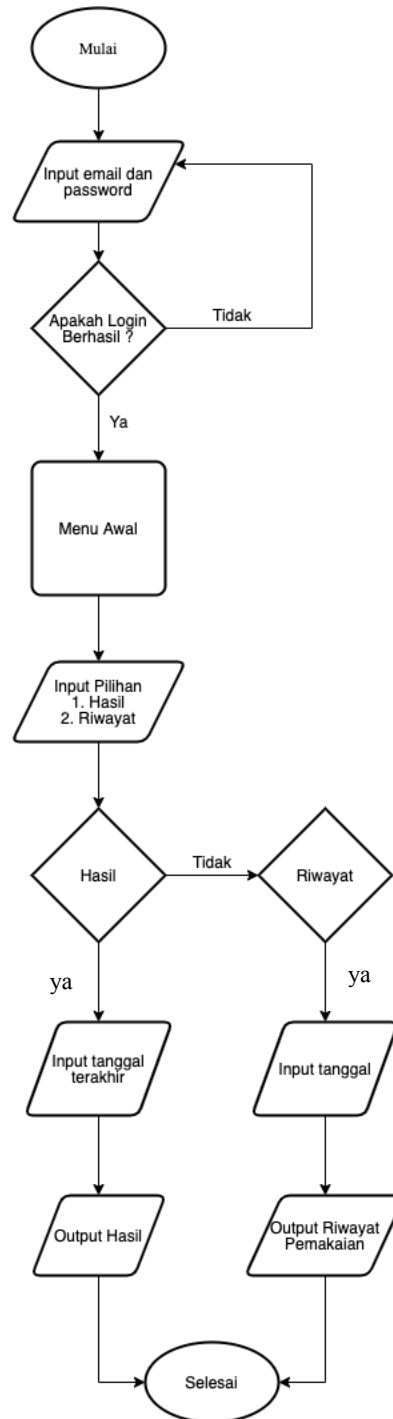 Mulai
Input email dan
password
Apakah Login
Berhasil ?
Tidak
Ya
Menu Awal
Input Pilihan
1. Hasil
2. Riwayat
Hasil
Tidak
Riwayat
ya
ya
Input tanggal
terakhir
Input tanggal
Output Hasil
Output Riwayat
Pemakaian
Selesai